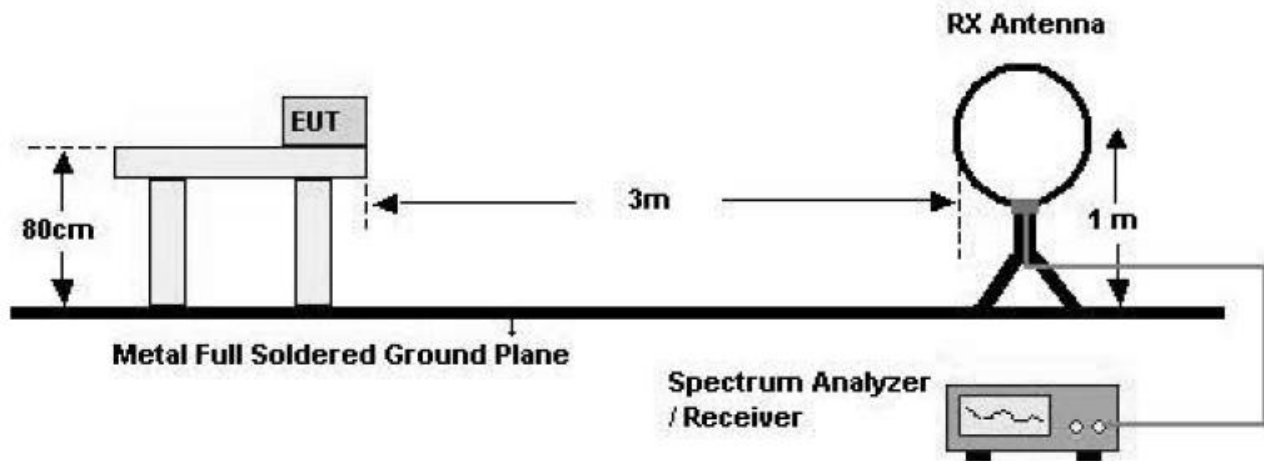 RX Antenna
EUT
80cm
3m
1 m
Metal Full Soldered Ground Plane
Spectrum Analyzer
/ Receiver